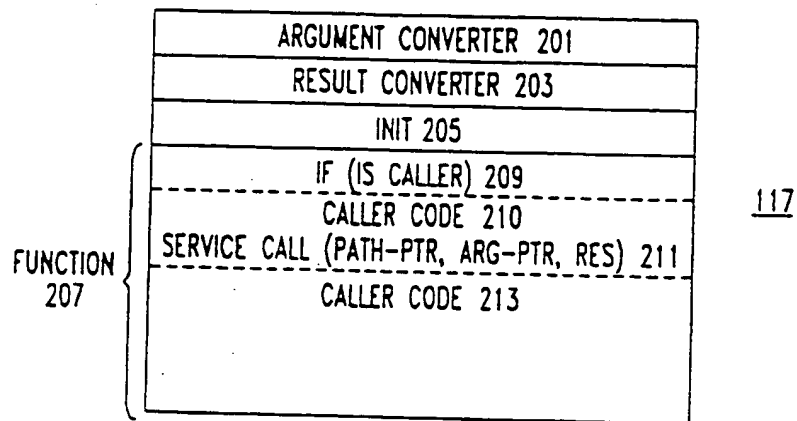 ARGUMENT CONVERTER 201
RESULT CONVERTER 203
INIT 205
IF (IS CALLER) 209
CALLER CODE 210
SERVICE CALL (PATH-PTR, ARG-PTR, RES) 211
CALLER CODE 213
FUNCTION
207
117